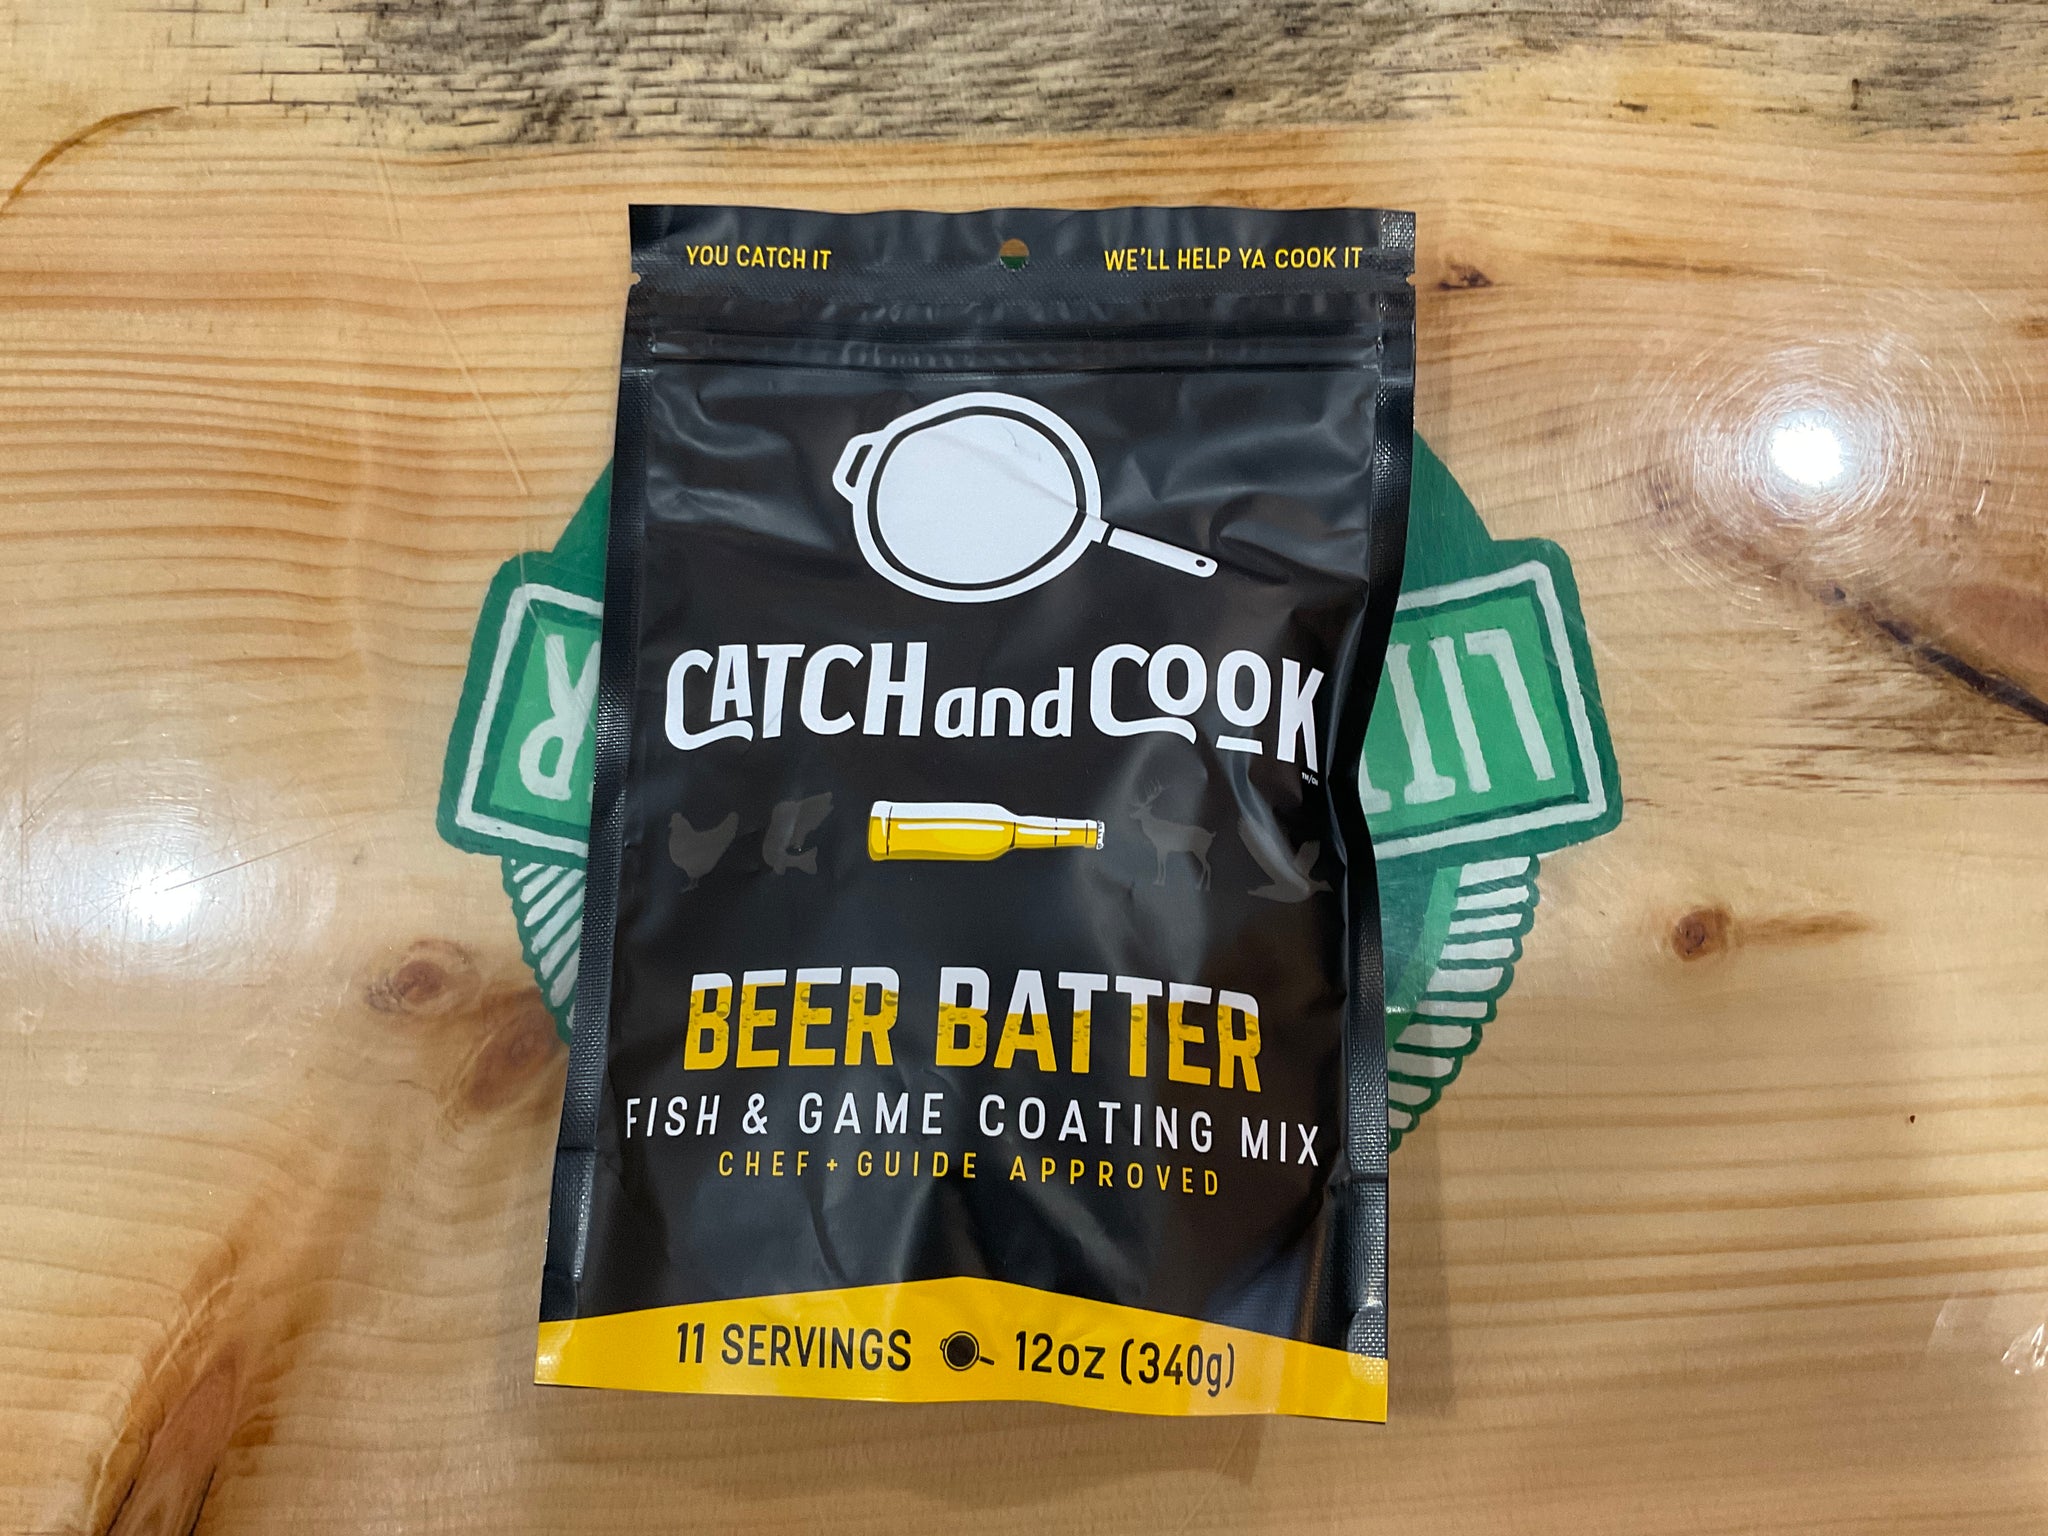 YOU CATCH IT
WE'LL HELP YA COOK IT
CATCH and COOK
BEER BATTER
FISH & GAME COATING MIX
CHEF + GUIDE APPROVED
11 SERVINGS 12oz (340g)